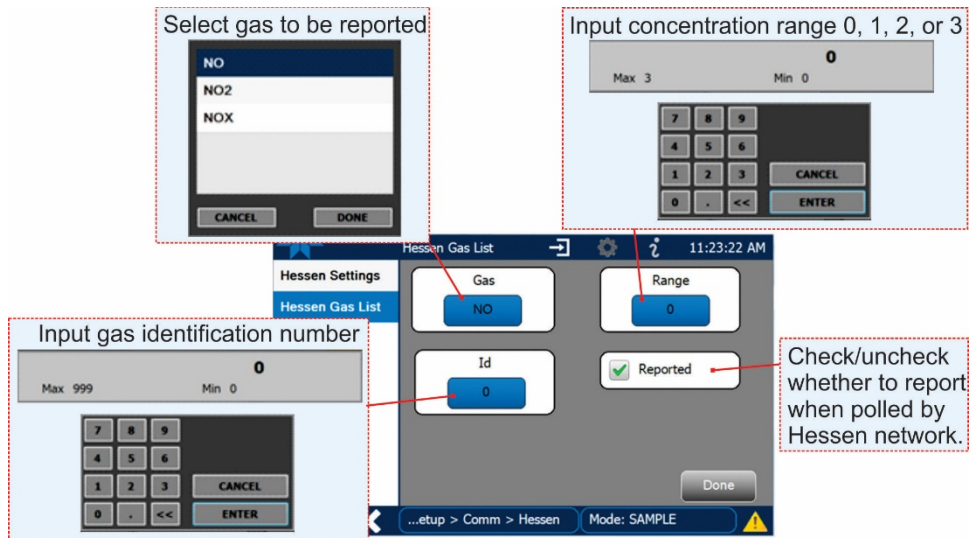 Select gas to be reported
NO
NO2
NOX
CANCEL DONE
Input concentration range 0, 1, 2, or 3
0
Max 3 Min 0
7 8 9
4 5 6
1 2 3 CANCEL
0 . << ENTER
Hessen Gas List 11:23:22 AM
Hessen Settings
Hessen Gas List
Gas
NO
Range
0
Id
0
Reported
Input gas identification number
0
Max 999 Min 0
7 8 9
4 5 6
1 2 3 CANCEL
0 . << ENTER
Check/uncheck
whether to report
when polled by
Hessen network.
Done
...etup > Comm > Hessen Mode: SAMPLE